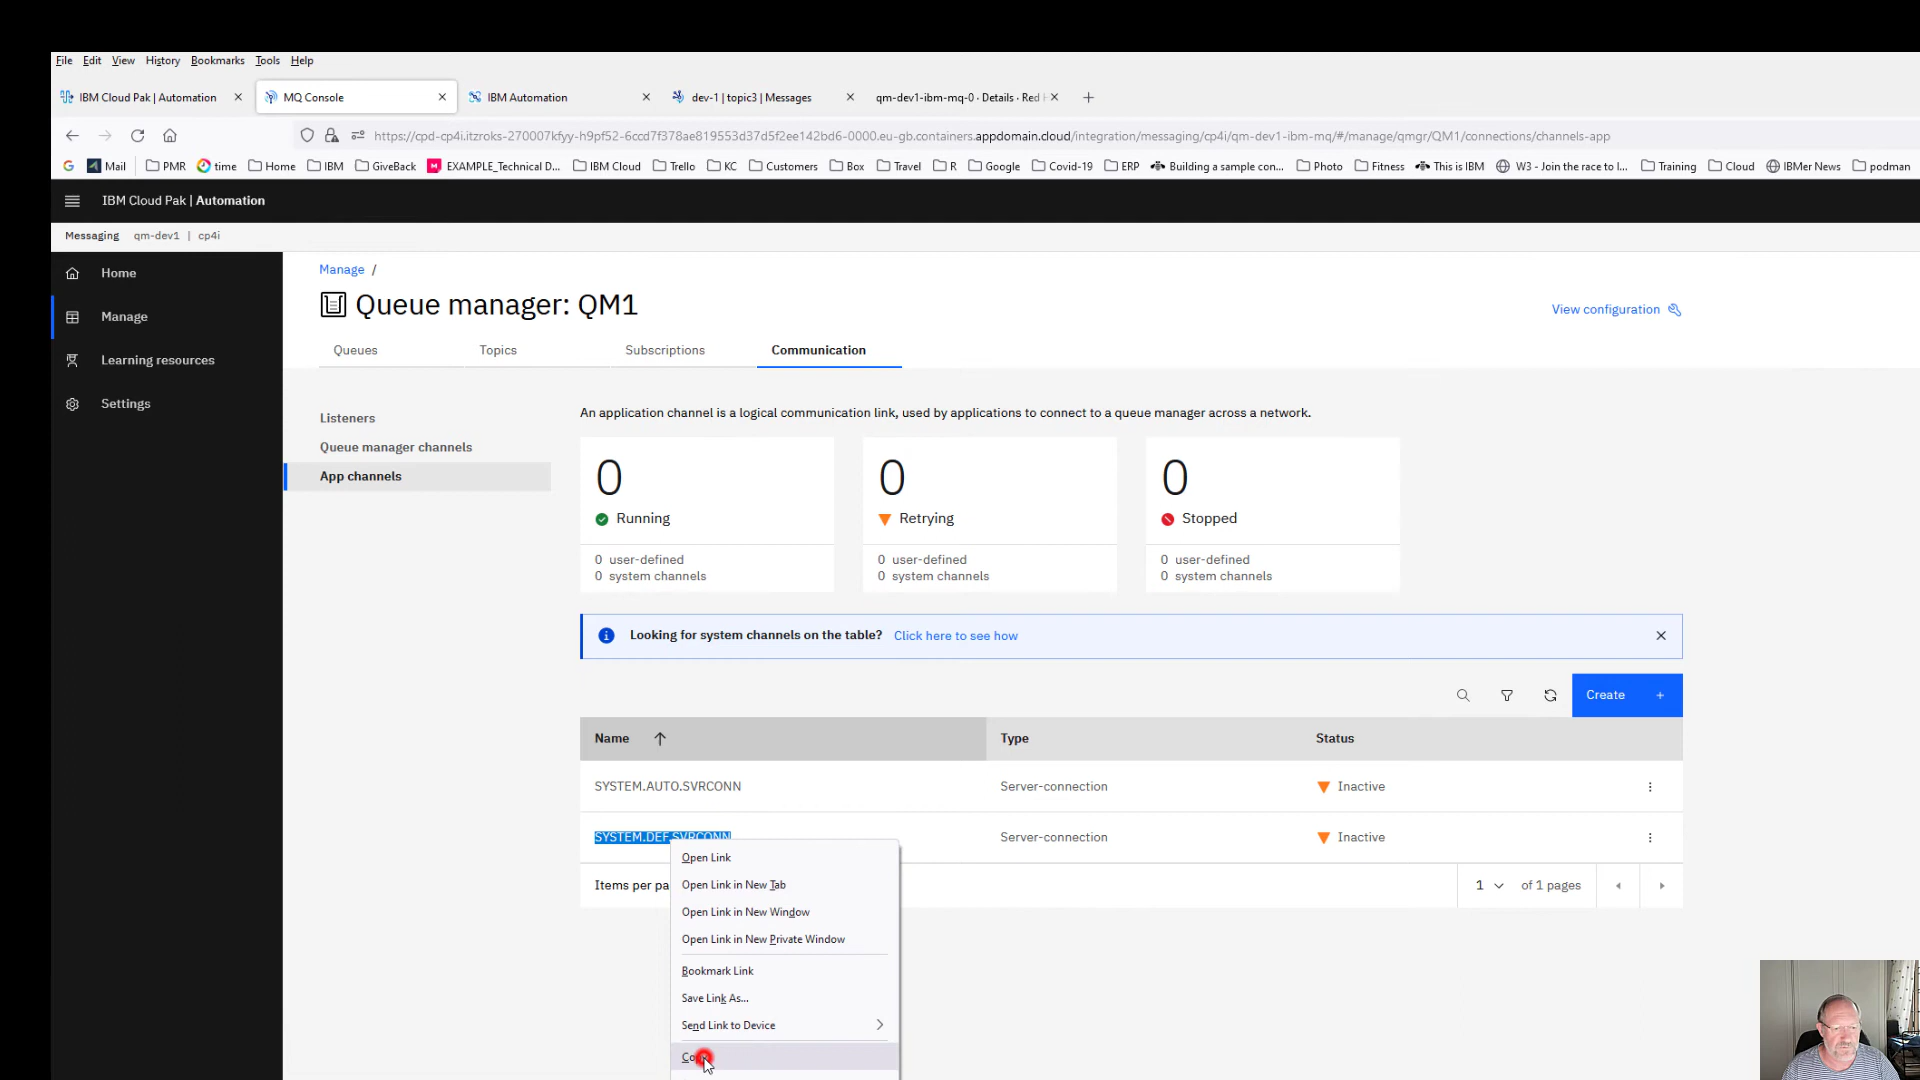 File Edit View History Bookmarks Tools Help
IBM Cloud Pak | Automation MQ Console IBM Automation dev-1 | topic3 | Messages qm-dev1-ibm-mq-0 · Details · Red
https://cpd-cp4i.itzroks-270007kfyy-h9pf52-6ccd7f378ae819553d37d5f2ee142bd6-0000.eu-gb.containers.appdomain.cloud/integration/messaging/cp4i/qm-dev1-ibm-mq/#/manage/qmgr/QM1/connections/channels-app
Mail PMR time Home IBM GiveBack EXAMPLE_Technical D... IBM Cloud Trello KC Customers Box Travel R Google Covid-19 ERP Building a sample con... Photo Fitness This is IBM W3 - Join the race to l... Training Cloud IBMer News podman
IBM Cloud Pak | Automation
Messaging qm-dev1 | cp4i
Home
Manage
Learning resources
Settings
Manage /
Queue manager: QM1
View configuration
Queues Topics Subscriptions Communication
Listeners
Queue manager channels
App channels
An application channel is a logical communication link, used by applications to connect to a queue manager across a network.
0 0 0
Running Retrying Stopped
0 user-defined 0 user-defined 0 user-defined
0 system channels 0 system channels 0 system channels
Looking for system channels on the table? Click here to see how
Create +
Name Type Status
SYSTEM.AUTO.SVRCONN Server-connection Inactive
SYSTEM.DEF.SVRCONN Server-connection Inactive
Items per pa 1 of 1 pages
Open Link
Open Link in New Tab
Open Link in New Window
Open Link in New Private Window
Bookmark Link
Save Link As...
Send Link to Device